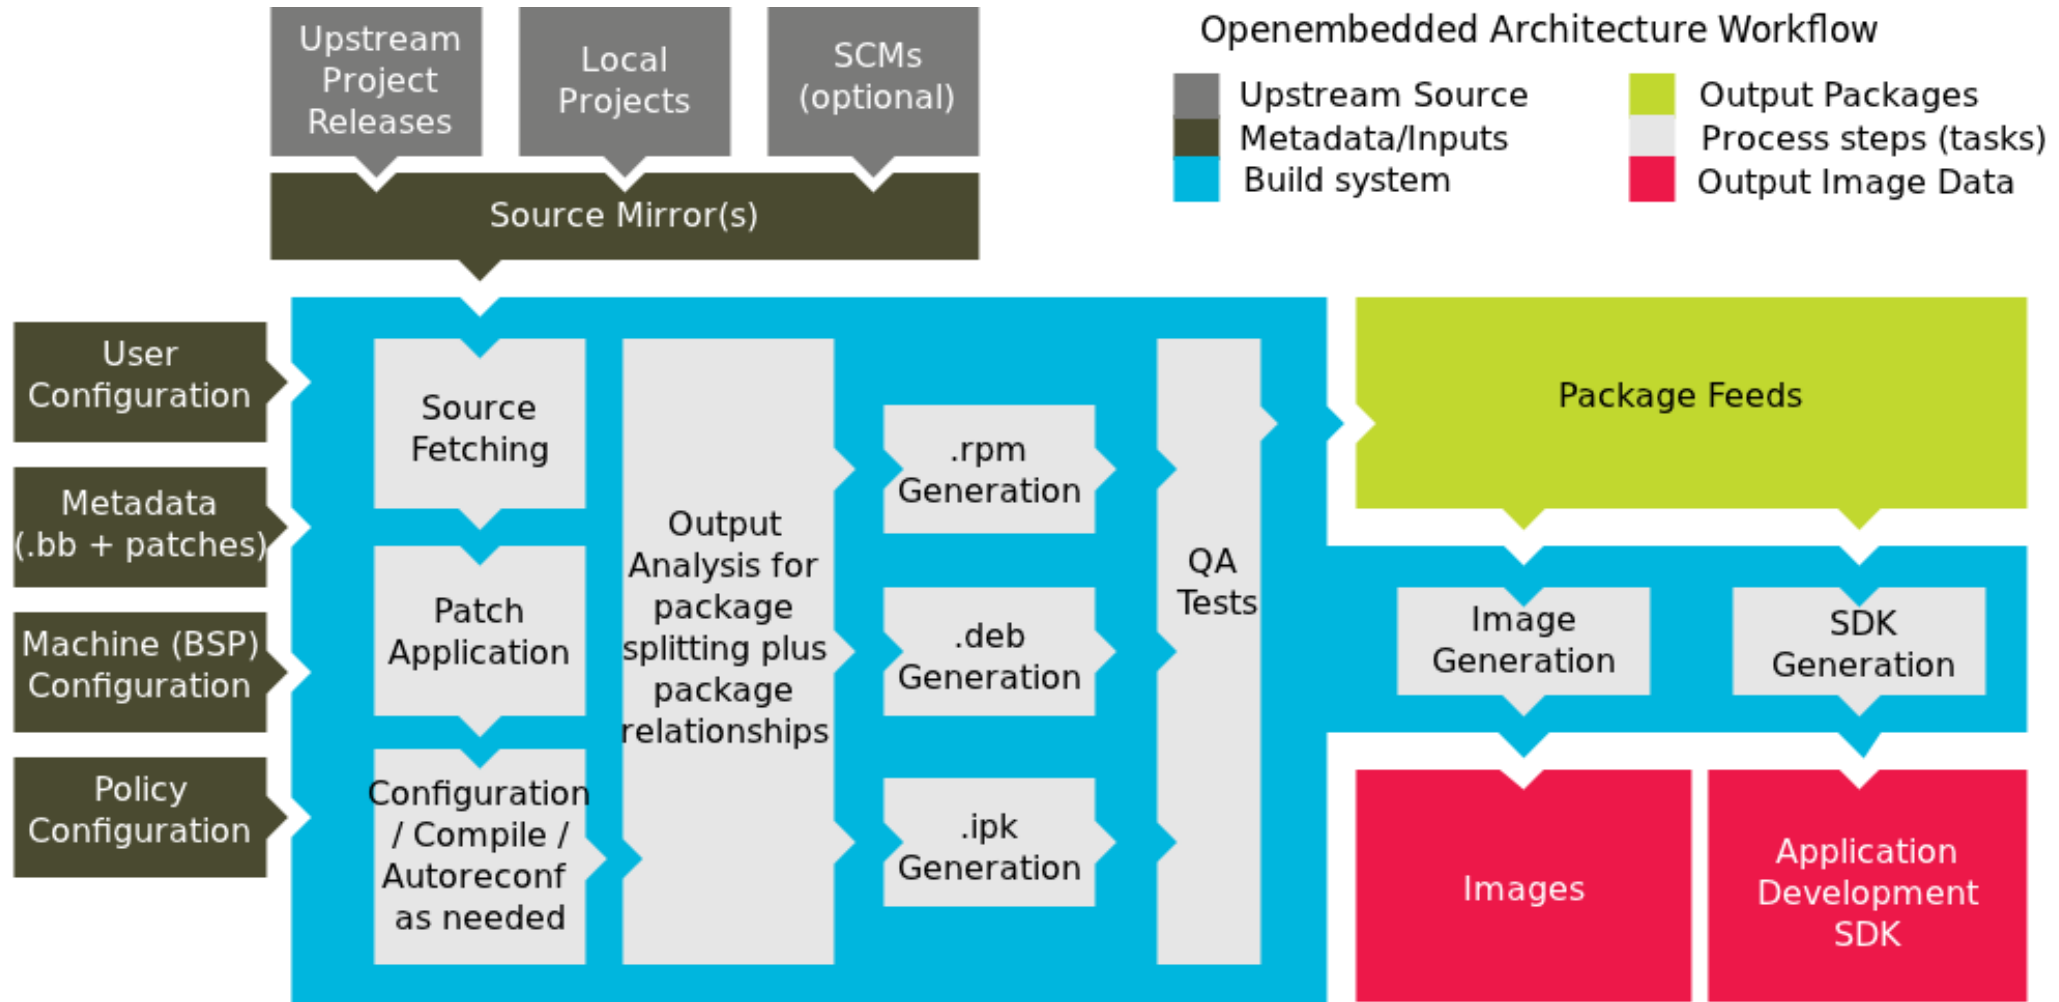 Upstream
Project
Releases
Local
Projects
SCMs
(optional)
Source Mirror(s)
Openembedded Architecture Workflow
Upstream Source
Metadata/Inputs
Build system
Output Packages
Process steps (tasks)
Output Image Data
User
Configuration
Metadata
(.bb + patches)
Machine (BSP)
Configuration
Policy
Configuration
Source
Fetching
Patch
Application
Configuration
/ Compile /
Autoreconf
as needed
Output
Analysis for
package
splitting plus
package
relationships
.rpm
Generation
.deb
Generation
.ipk
Generation
QA
Tests
Package Feeds
Image
Generation
SDK
Generation
Images
Application
Development
SDK